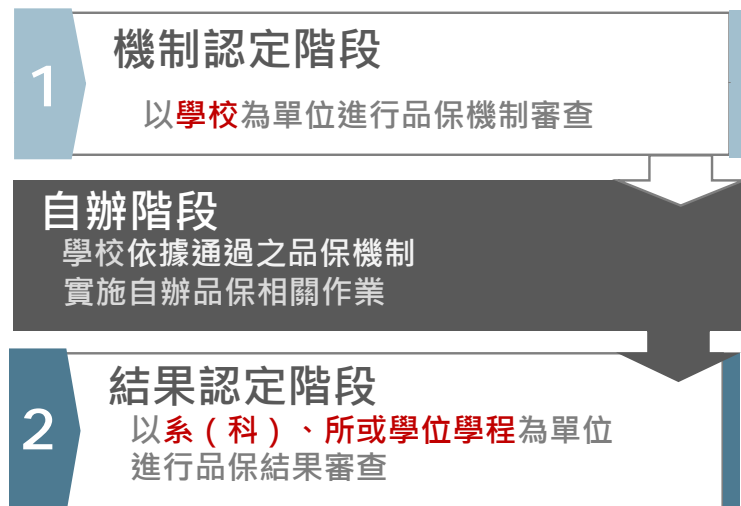 1
機制認定階段
以學校為單位進行品保機制審查
自辦階段
學校依據通過之品保機制
實施自辦品保相關作業
2
結果認定階段
以系（科）、所或學位學程為單位
進行品保結果審查